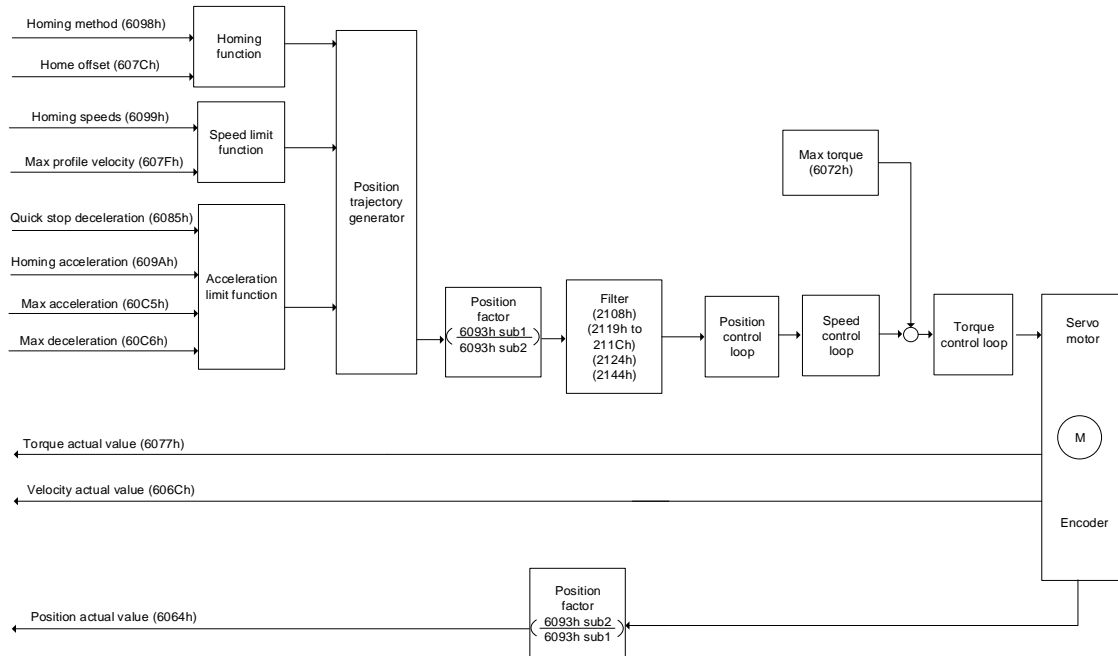 Homing method (6098h)
Home offset (607Ch)
Homing
function
Homing speeds (6099h)
Max profile velocity (607Fh)
Speed limit
function
Quick stop deceleration (6085h)
Homing acceleration (609Ah)
Max acceleration (60C5h)
Max deceleration (60C6h)
Acceleration
limit function
Position
trajectory
generator
Position
factor
( 6093h sub1
6093h sub2 )
Filter
(2108h)
(2119h to
211Ch)
(2124h)
(2144h)
Position
control
loop
Speed
control
loop
Max torque
(6072h)
Torque
control loop
Servo
motor
M
Encoder
Torque actual value (6077h)
Velocity actual value (606Ch)
Position actual value (6064h)
Position
factor
( 6093h sub2
6093h sub1 )